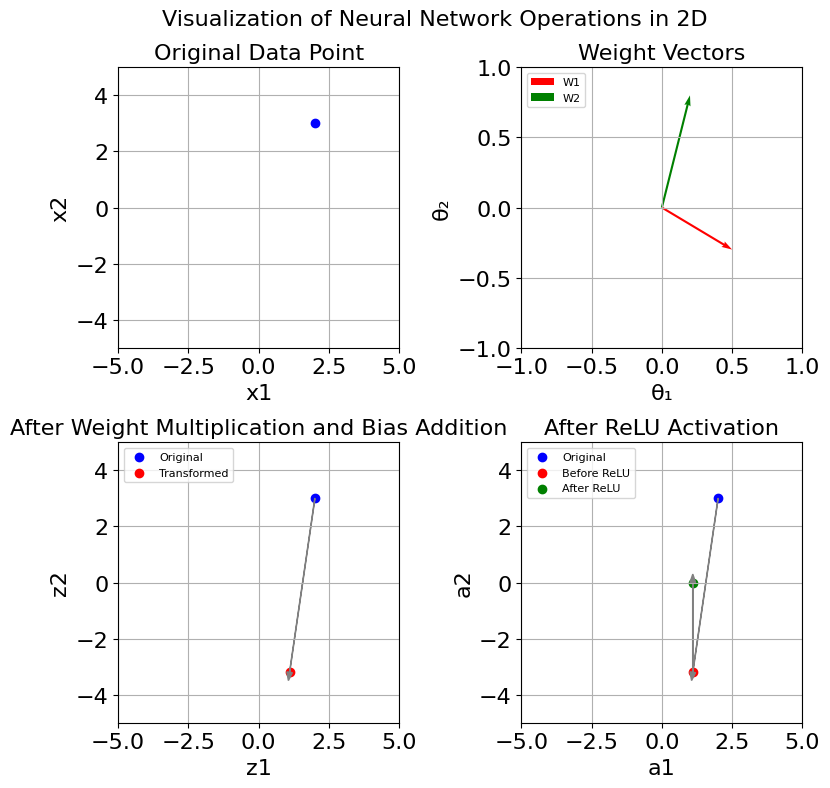 Visualization of Neural Network Operations in 2D
Original Data Point
4
2
0
−2
−4
x2
−5.0 −2.5 0.0 2.5 5.0
x1
Weight Vectors
W1
W2
1.0
0.5
0.0
−0.5
−1.0
θ₂
−1.0 −0.5 0.0 0.5 1.0
θ₁
After Weight Multiplication and Bias Addition
Original
Transformed
4
2
0
−2
−4
z2
−5.0 −2.5 0.0 2.5 5.0
z1
After ReLU Activation
Original
Before ReLU
After ReLU
4
2
0
−2
−4
a2
−5.0 −2.5 0.0 2.5 5.0
a1